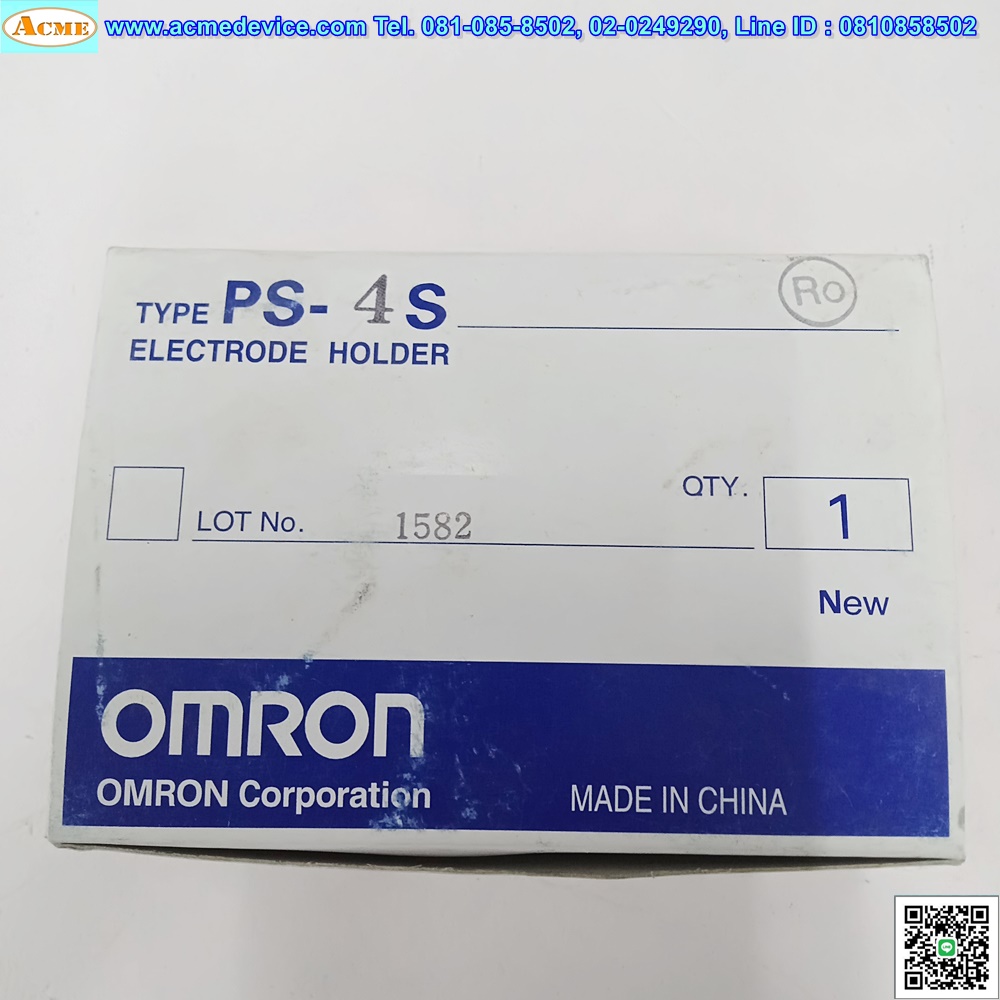 ACME
www.acmedevice.com Tel. 081-085-8502, 02-0249290, Line ID : 0810858502
TYPE PS- 4S
Ro
ELECTRODE HOLDER
QTY. 1
LOT No. 1582
New
OMRON
OMRON Corporation
MADE IN CHINA